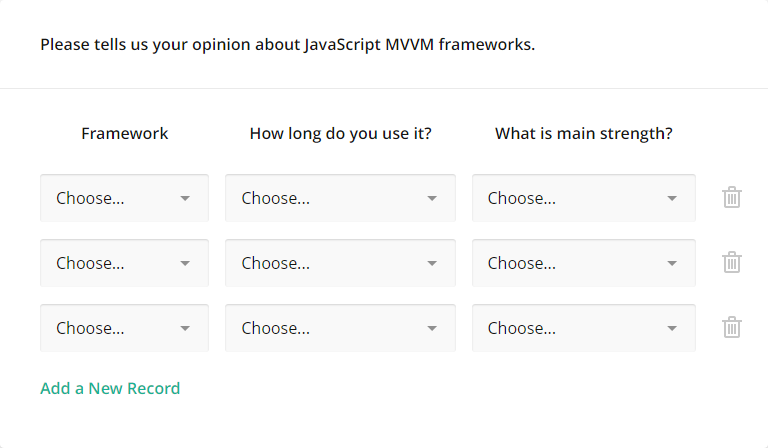 Please tells us your opinion about JavaScript MVVM frameworks.
Framework How long do you use it? What is main strength?
Choose... Choose... Choose...
Choose... Choose... Choose...
Choose... Choose... Choose...
Add a New Record